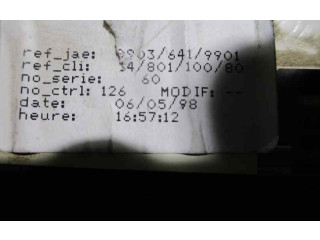 ref_jae: 0903/641/9901
ref_cli: 34/801/100/80
no_serie: 60
no_ctrl: 126 MODIF: --
date: 06/05/98
heure: 16:57:12